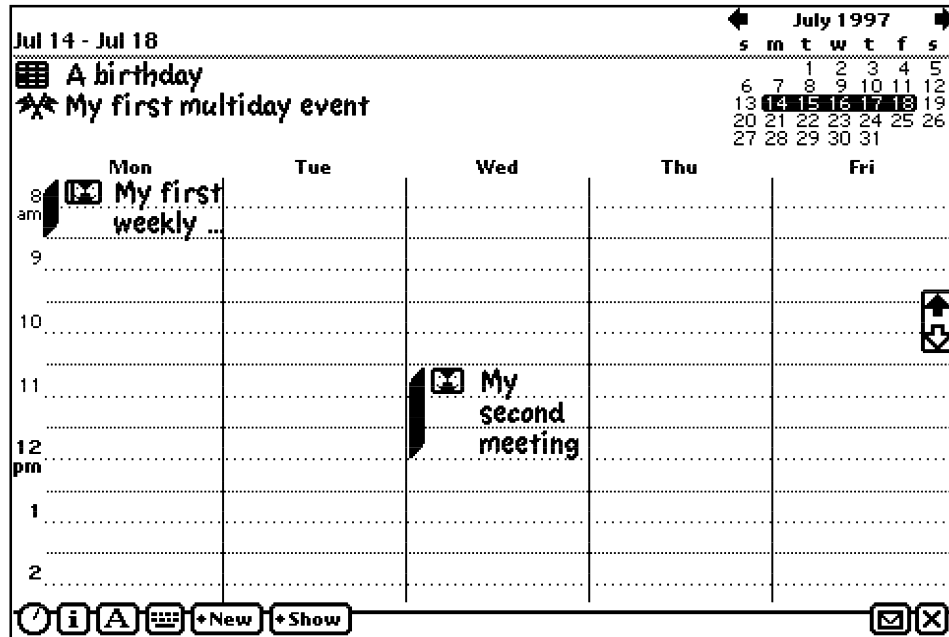 Jul 14 - Jul 18
July 1997
s m t w t f s
1 2 3 4 5
6 7 8 9 10 11 12
13 14 15 16 17 18 19
20 21 22 23 24 25 26
27 28 29 30 31
A birthday
My first multiday event
Mon Tue Wed Thu Fri
8 am
My first
weekly ...
9
10
11
My
second
meeting
12 pm
1
2
i A New Show